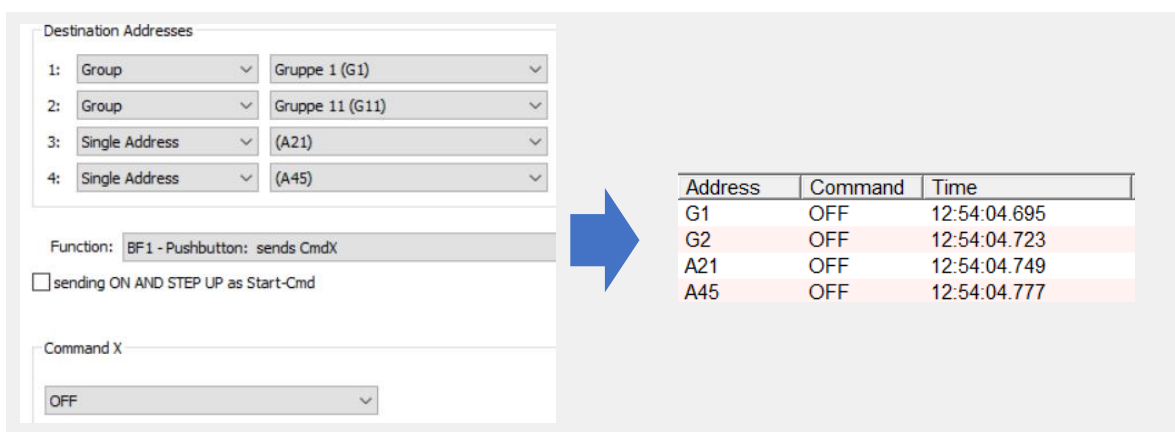 Destination Addresses
1: Group Gruppe 1 (G1)
2: Group Gruppe 11 (G11)
3: Single Address (A21)
4: Single Address (A45)
Function: BF1 - Pushbutton: sends CmdX
sending ON AND STEP UP as Start-Cmd
Command X
OFF
Address Command Time
G1 OFF 12:54:04.695
G2 OFF 12:54:04.723
A21 OFF 12:54:04.749
A45 OFF 12:54:04.777